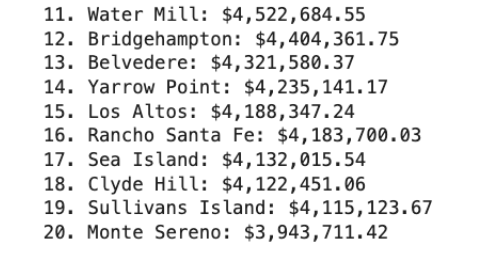 11. Water Mill: $4,522,684.55
12. Bridgehampton: $4,404,361.75
13. Belvedere: $4,321,580.37
14. Yarrow Point: $4,235,141.17
15. Los Altos: $4,188,347.24
16. Rancho Santa Fe: $4,183,700.03
17. Sea Island: $4,132,015.54
18. Clyde Hill: $4,122,451.06
19. Sullivans Island: $4,115,123.67
20. Monte Sereno: $3,943,711.42